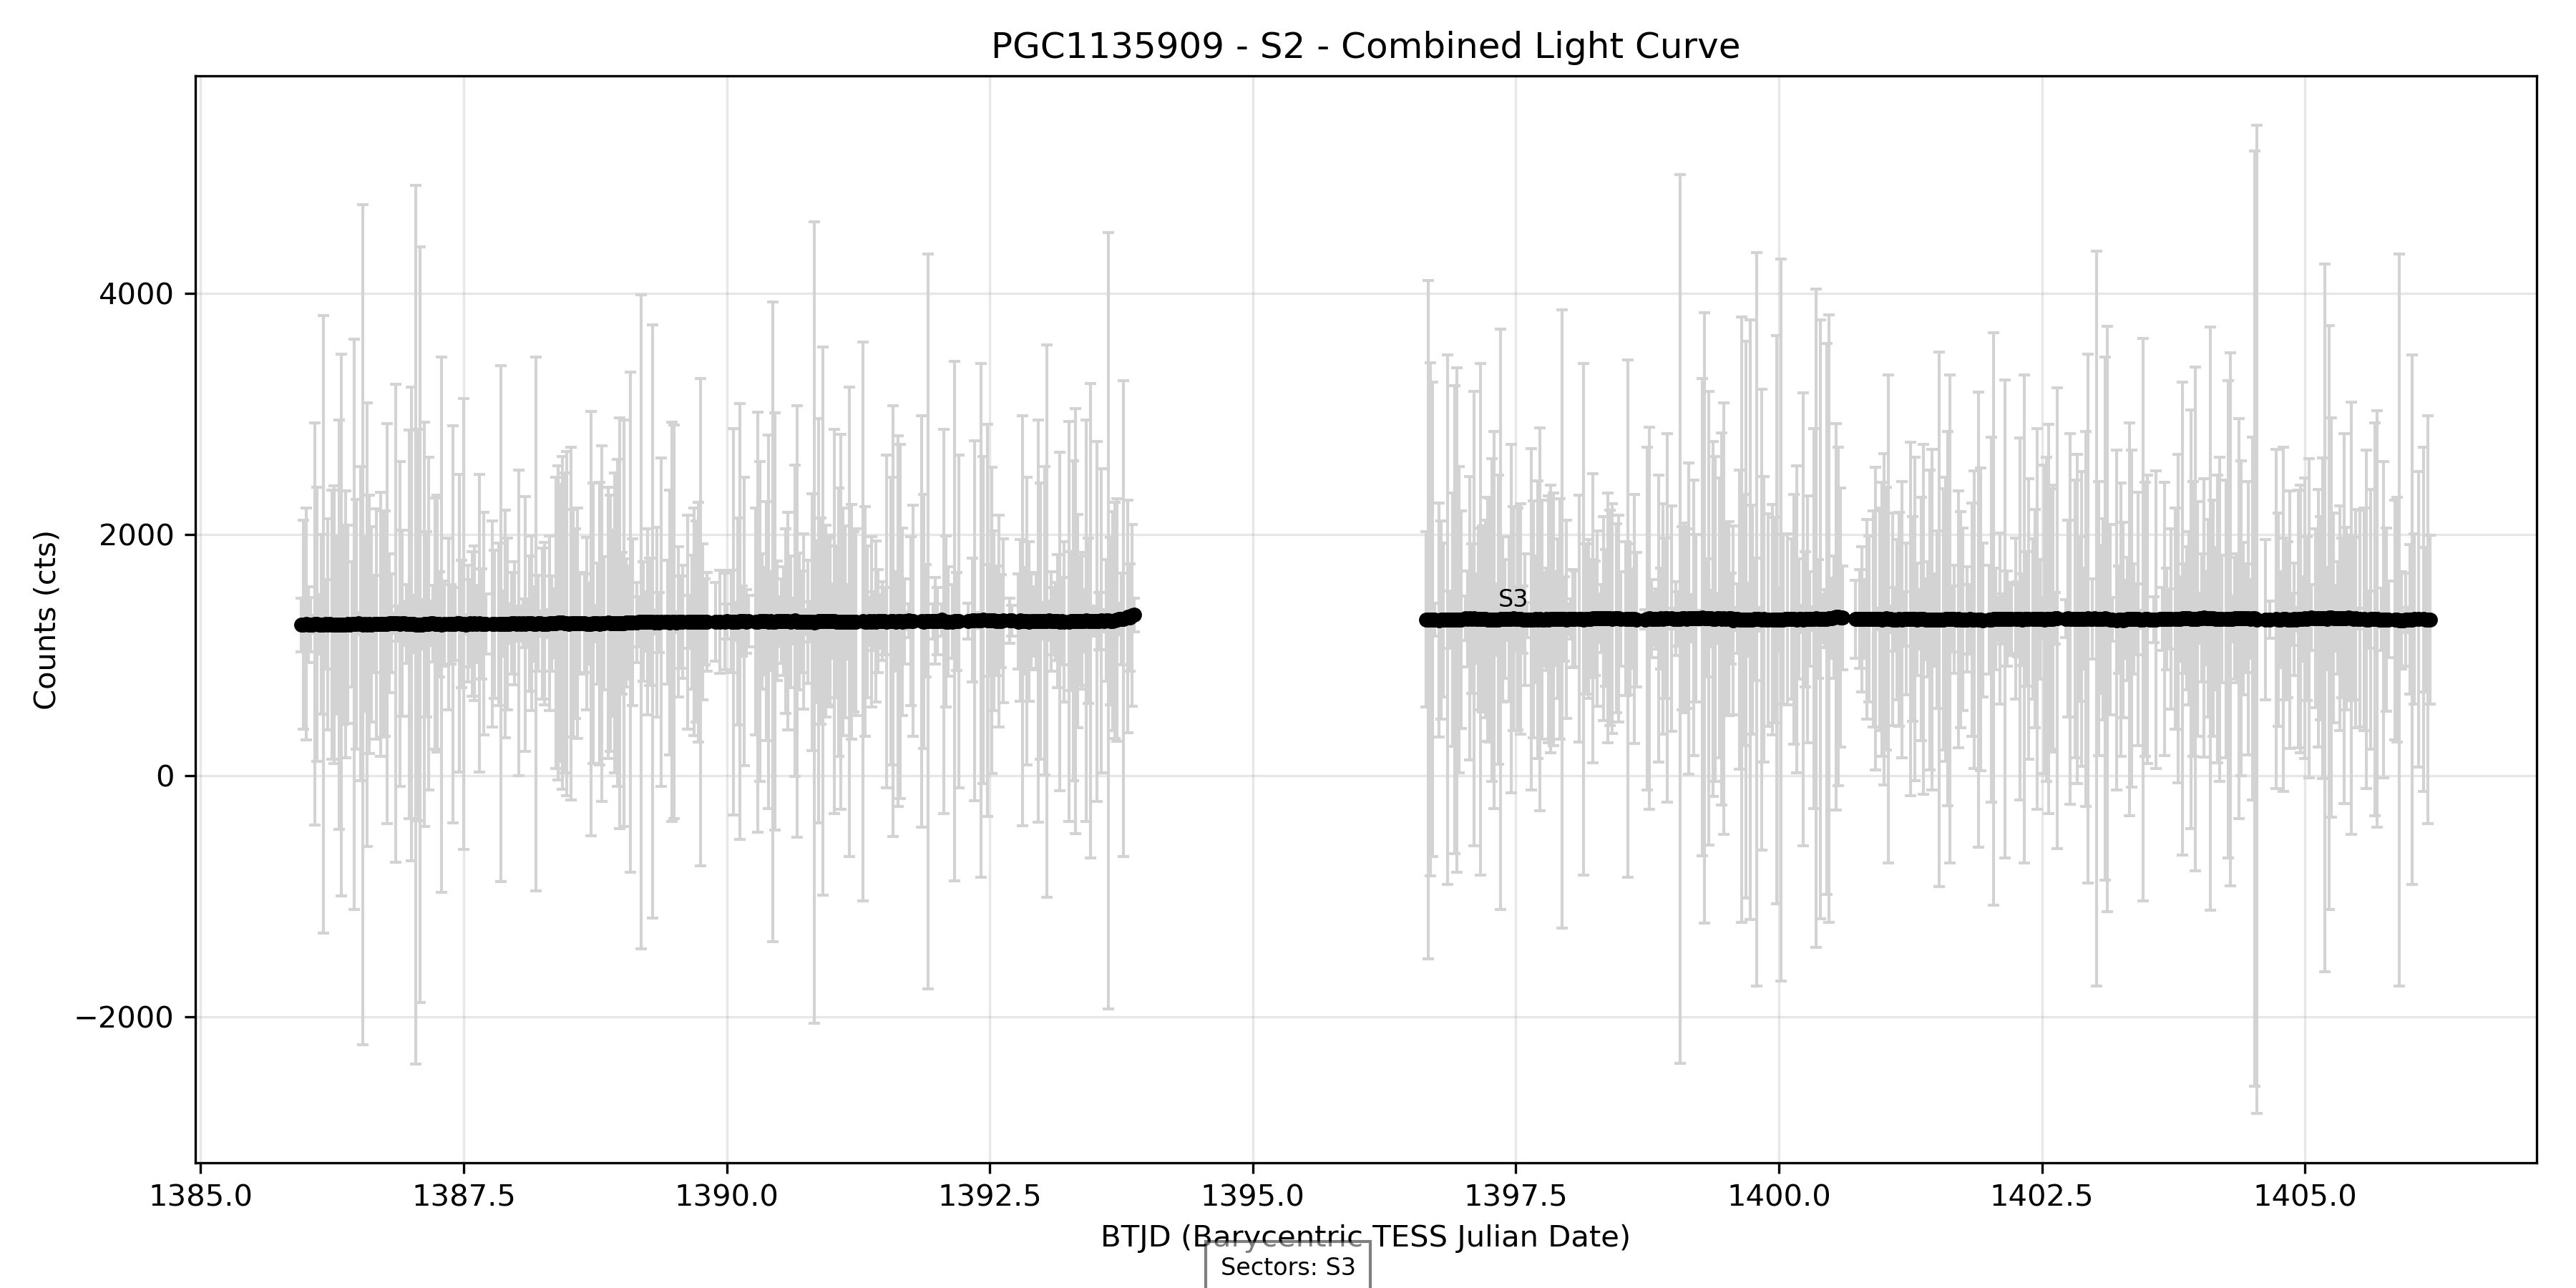 PGC1135909 - S2 - Combined Light Curve
Counts (cts)
4000
2000
0
−2000
S3
1385.0 1387.5 1390.0 1392.5 1395.0 1397.5 1400.0 1402.5 1405.0
BTJD (Barycentric TESS Julian Date)
Sectors: S3